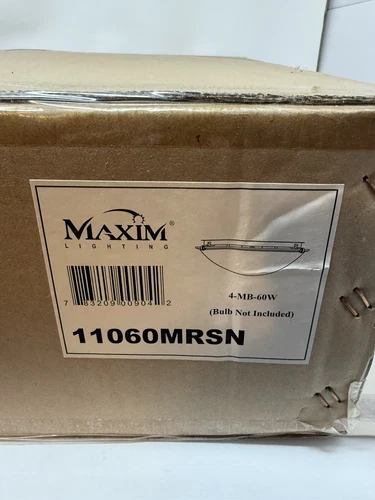 MAXIM®
LIGHTING
7 83209 00904 2
4-MB-60W
(Bulb Not Included)
11060MRSN